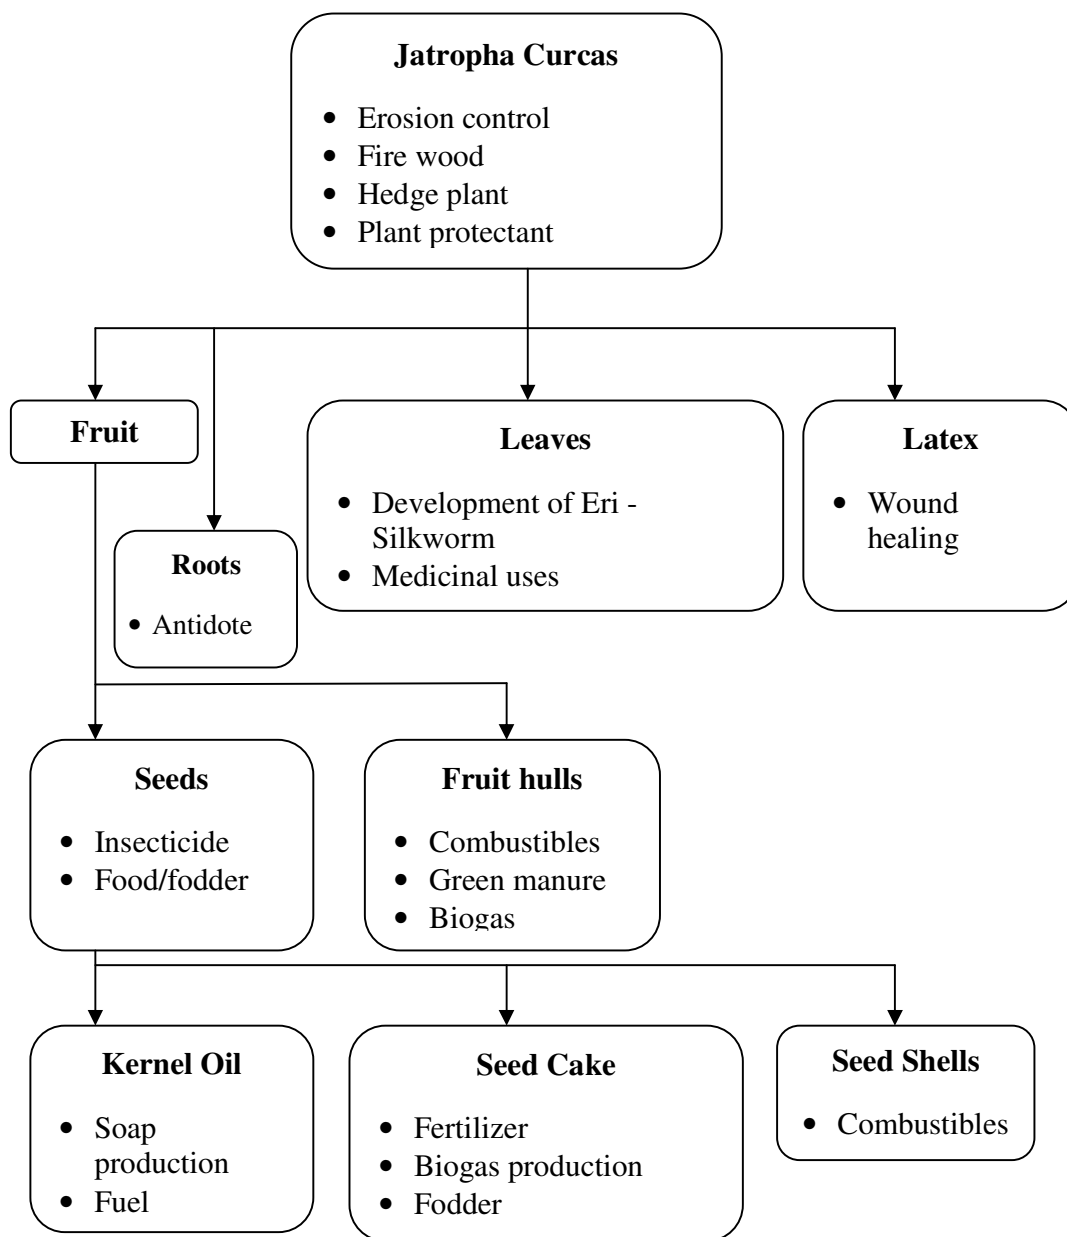 Jatropha Curcas
• Erosion control
• Fire wood
• Hedge plant
• Plant protectant
Fruit
Roots
• Antidote
Leaves
• Development of Eri -
Silkworm
• Medicinal uses
Latex
• Wound
healing
Seeds
• Insecticide
• Food/fodder
Fruit hulls
• Combustibles
• Green manure
• Biogas
Kernel Oil
• Soap
production
• Fuel
Seed Cake
• Fertilizer
• Biogas production
• Fodder
Seed Shells
• Combustibles